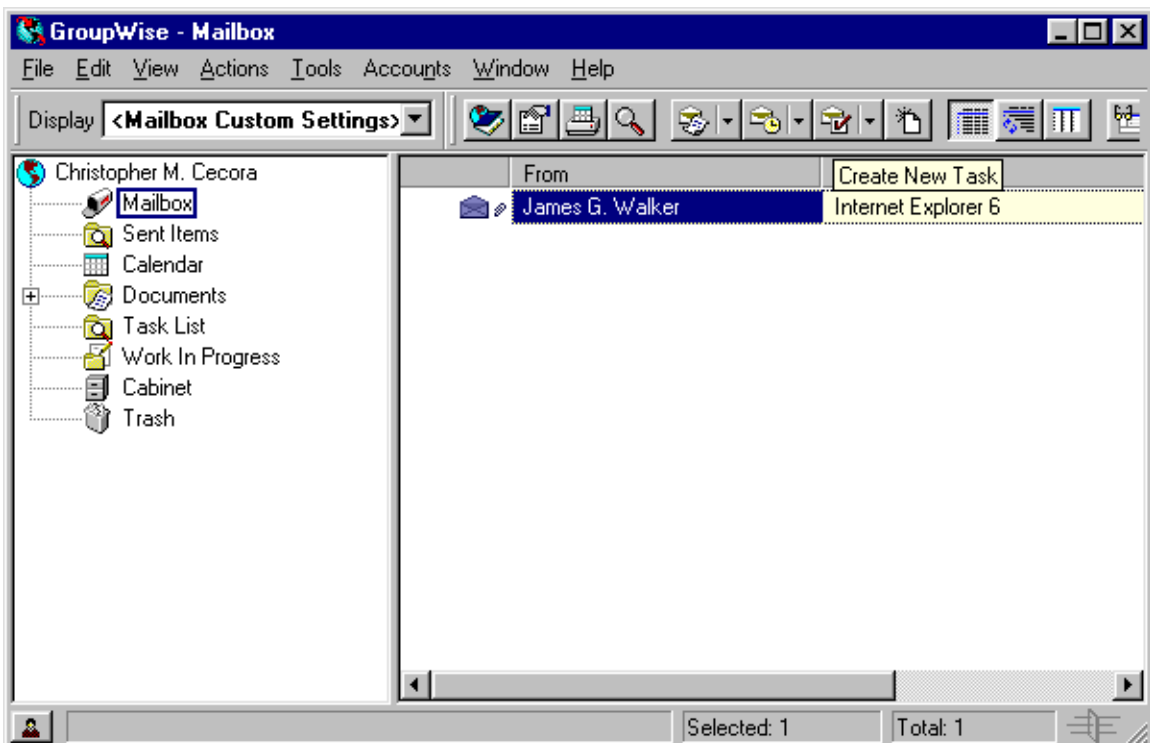 GroupWise - Mailbox
File Edit View Actions Tools Accounts Window Help
Display <Mailbox Custom Settings>
Christopher M. Cecora
Mailbox
Sent Items
Calendar
Documents
Task List
Work In Progress
Cabinet
Trash
From
Create New Task
James G. Walker Internet Explorer 6
Selected: 1 Total: 1